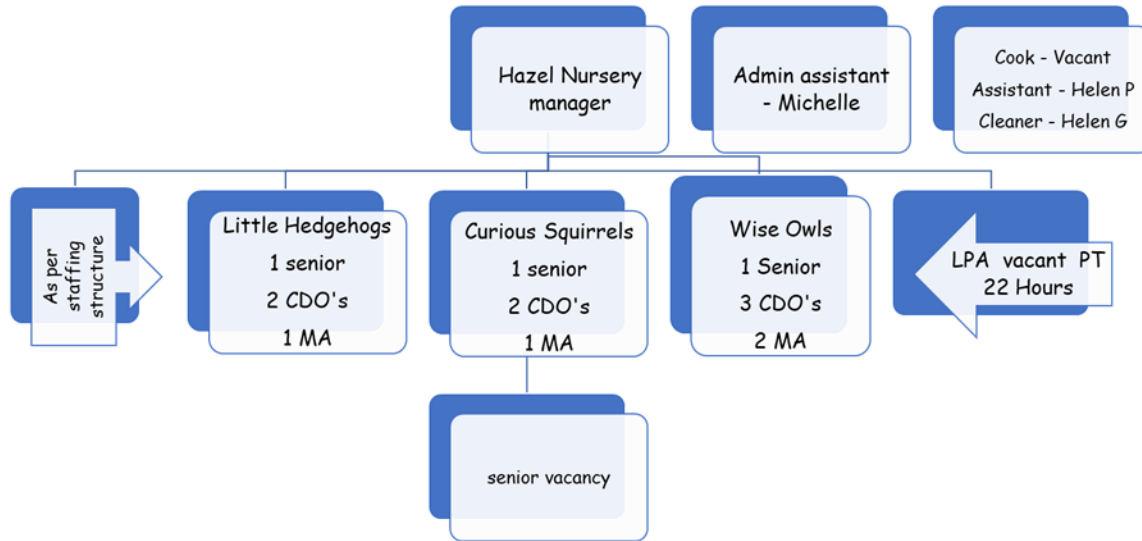 Hazel Nursery
manager
Admin assistant
- Michelle
Cook - Vacant
Assistant - Helen P
Cleaner - Helen G
As per
staffing
structure
Little Hedgehogs
1 senior
2 CDO's
1 MA
Curious Squirrels
1 senior
2 CDO's
1 MA
Wise Owls
1 Senior
3 CDO's
2 MA
LPA vacant PT
22 Hours
senior vacancy